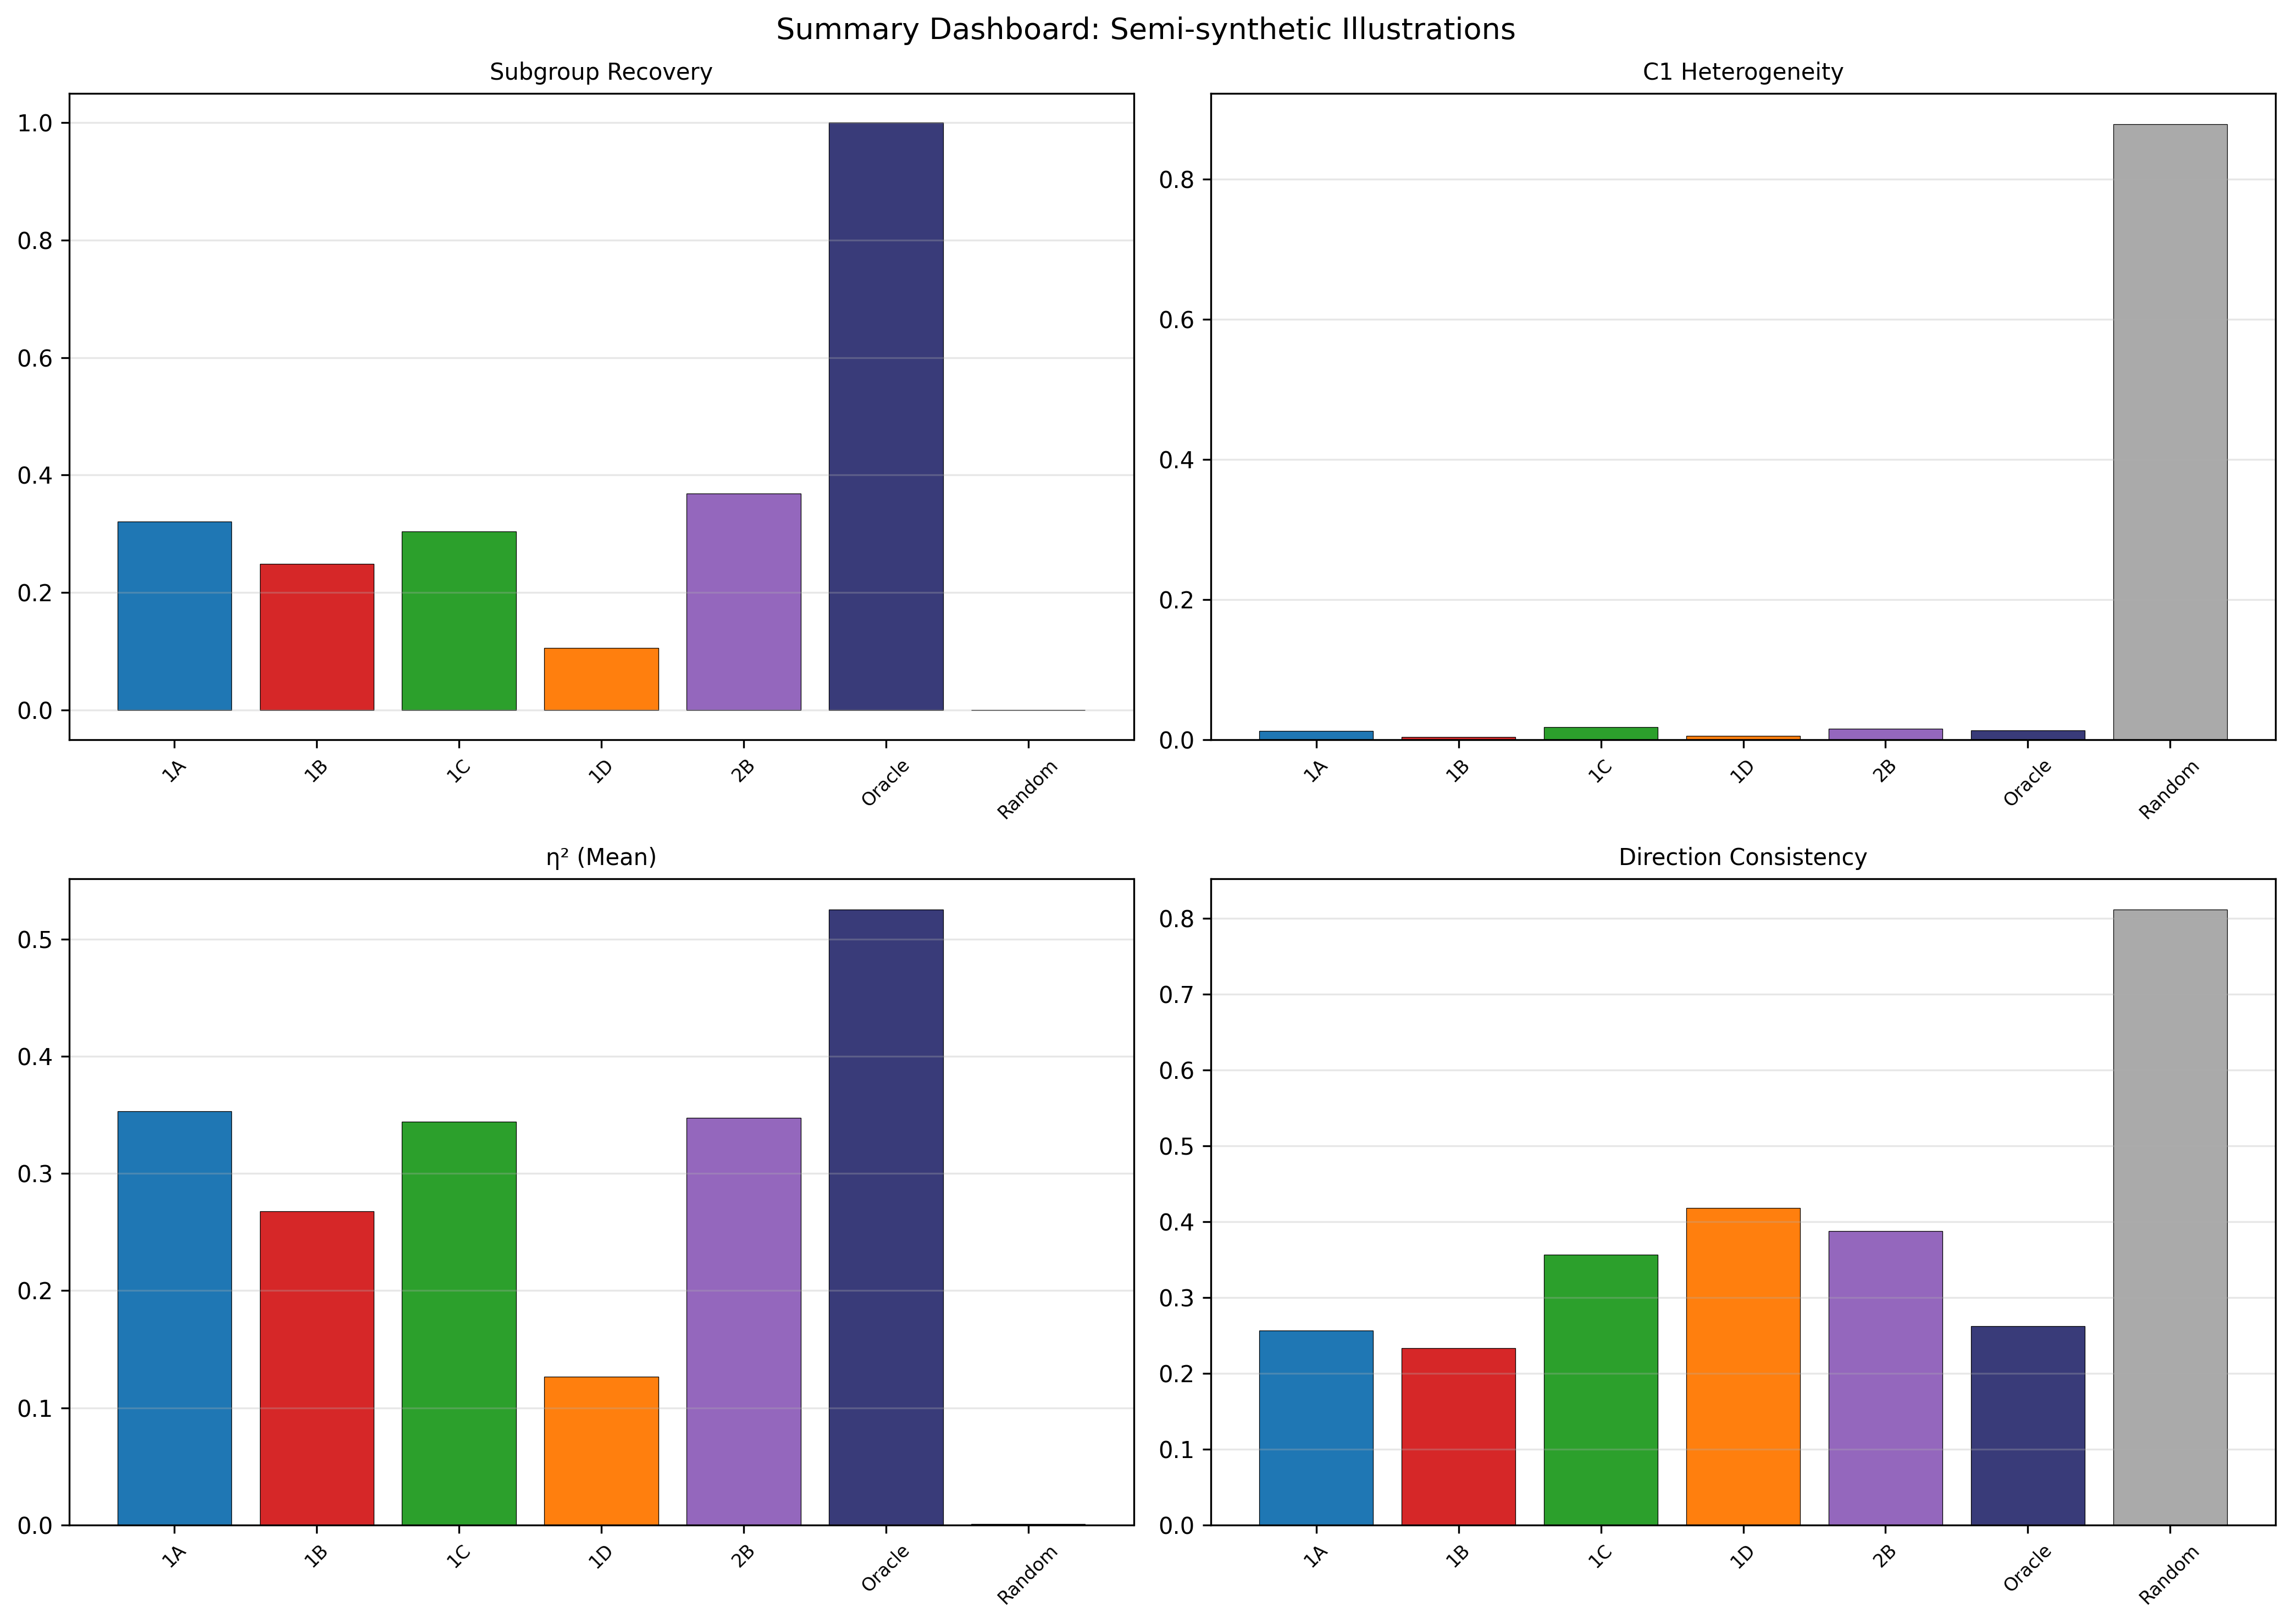 Summary Dashboard: Semi-synthetic Illustrations
Subgroup Recovery
1.0
0.8
0.6
0.4
0.2
0.0
1A 1B 1C 1D 2B Oracle Random
C1 Heterogeneity
0.8
0.6
0.4
0.2
0.0
1A 1B 1C 1D 2B Oracle Random
η² (Mean)
0.5
0.4
0.3
0.2
0.1
0.0
1A 1B 1C 1D 2B Oracle Random
Direction Consistency
0.8
0.7
0.6
0.5
0.4
0.3
0.2
0.1
0.0
1A 1B 1C 1D 2B Oracle Random